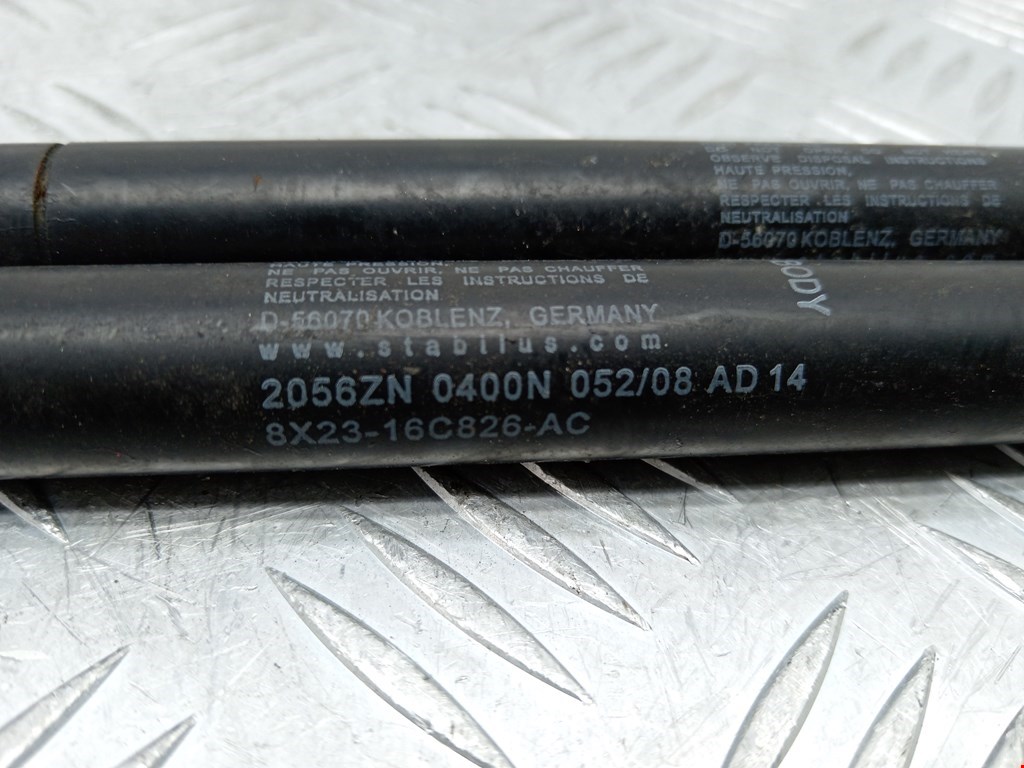 OBSERVE DISPOSAL INSTRUCTIONS
HAUTE PRESSION,
NE PAS OUVRIR, NE PAS CHAUFFER
RESPECTER LES INSTRUCTIONS DE
NEUTRALISATION
D-56070 KOBLENZ, GERMANY
BODY
HAUTE PRESSION,
NE PAS OUVRIR, NE PAS CHAUFFER
RESPECTER LES INSTRUCTIONS DE
NEUTRALISATION
D-56070 KOBLENZ, GERMANY
www.stabilus.com
2056ZN 0400N 052/08 AD 14
8X23-16C826-AC